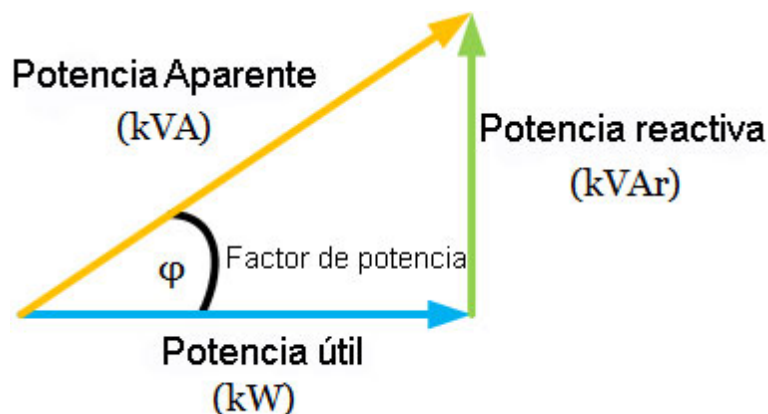 Potencia Aparente
(kVA)
Potencia reactiva
(kVAr)
φ
Factor de potencia
Potencia útil
(kW)